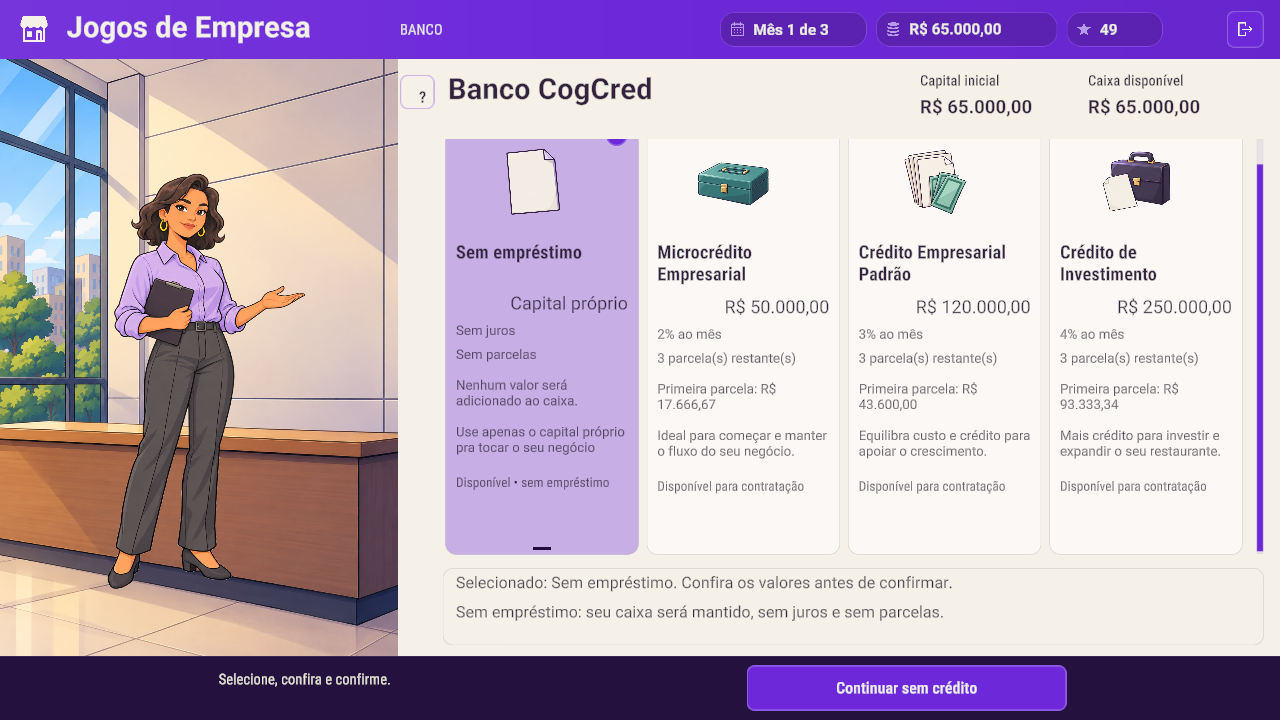 Jogos de Empresa
BANCO
Mês 1 de 3
R$ 65.000,00
49
?
Banco CogCred
Capital inicial
R$ 65.000,00
Caixa disponível
R$ 65.000,00
Sem empréstimo
Capital próprio
Sem juros
Sem parcelas
Nenhum valor será
adicionado ao caixa.
Use apenas o capital próprio
pra tocar o seu negócio
Disponível • sem empréstimo
Microcrédito
Empresarial
R$ 50.000,00
2% ao mês
3 parcela(s) restante(s)
Primeira parcela: R$
17.666,67
Ideal para começar e manter
o fluxo do seu negócio.
Disponível para contratação
Crédito Empresarial
Padrão
R$ 120.000,00
3% ao mês
3 parcela(s) restante(s)
Primeira parcela: R$
43.600,00
Equilibra custo e crédito para
apoiar o crescimento.
Disponível para contratação
Crédito de
Investimento
R$ 250.000,00
4% ao mês
3 parcela(s) restante(s)
Primeira parcela: R$
93.333,34
Mais crédito para investir e
expandir o seu restaurante.
Disponível para contratação
Selecionado: Sem empréstimo. Confira os valores antes de confirmar.
Sem empréstimo: seu caixa será mantido, sem juros e sem parcelas.
Selecione, confira e confirme.
Continuar sem crédito